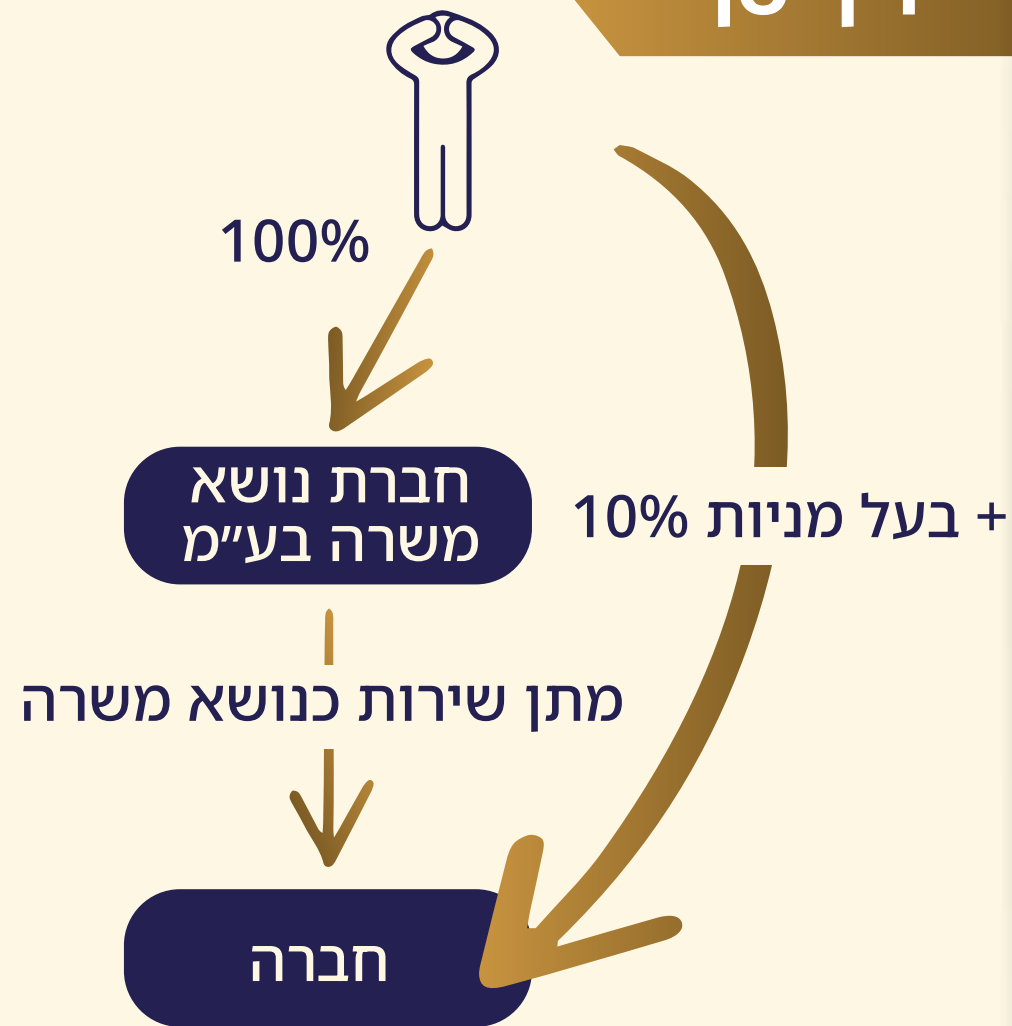 100%
חברת נושא
משרה בע״מ
+ בעל מניות 10%
מתן שירות כנושא משרה
חברה